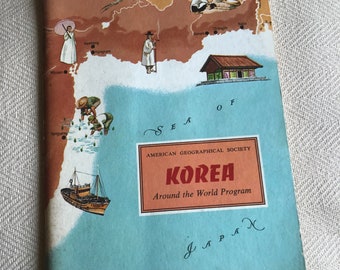 SEA OF
AMERICAN GEOGRAPHICAL SOCIETY
KOREA
Around the World Program
JAPAN